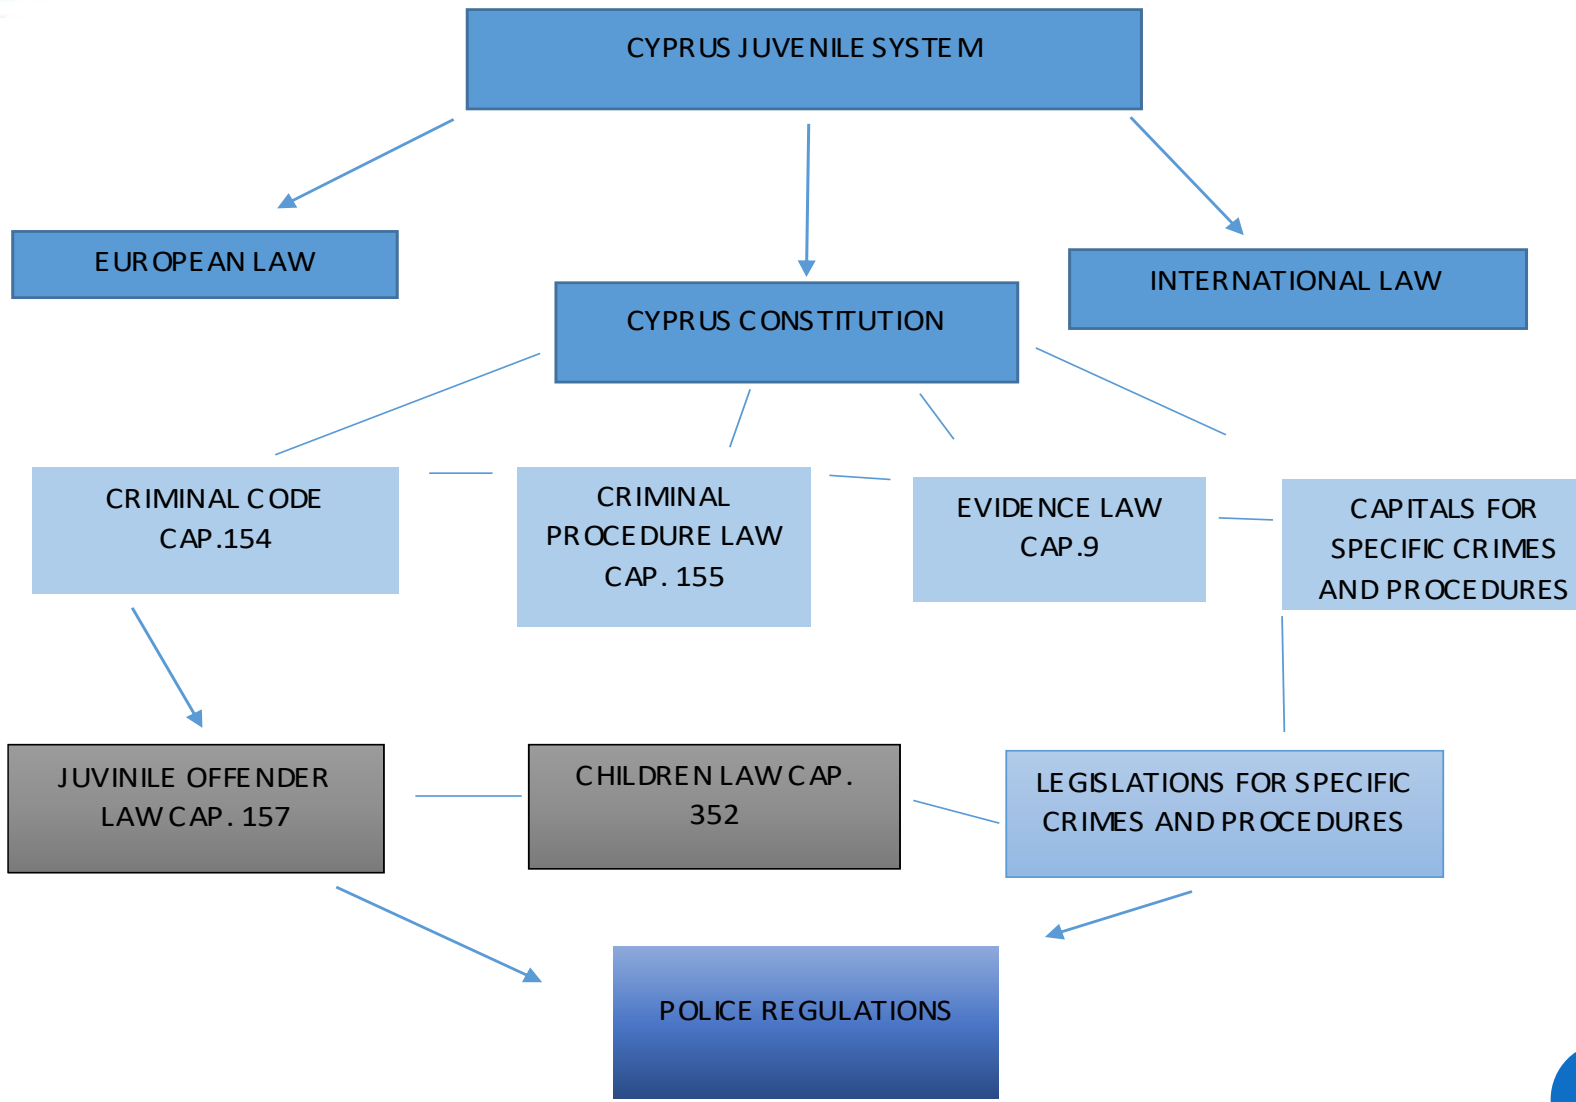 CYPRUS JUVENILE SYSTEM
EUROPEAN LAW
INTERNATIONAL LAW
CYPRUS CONSTITUTION
CRIMINAL CODE
CAP.154
CRIMINAL
PROCEDURE LAW
CAP. 155
EVIDENCE LAW
CAP.9
CAPITALS FOR
SPECIFIC CRIMES
AND PROCEDURES
JUVINILE OFFENDER
LAW CAP. 157
CHILDREN LAW CAP.
352
LEGISLATIONS FOR SPECIFIC
CRIMES AND PROCEDURES
POLICE REGULATIONS